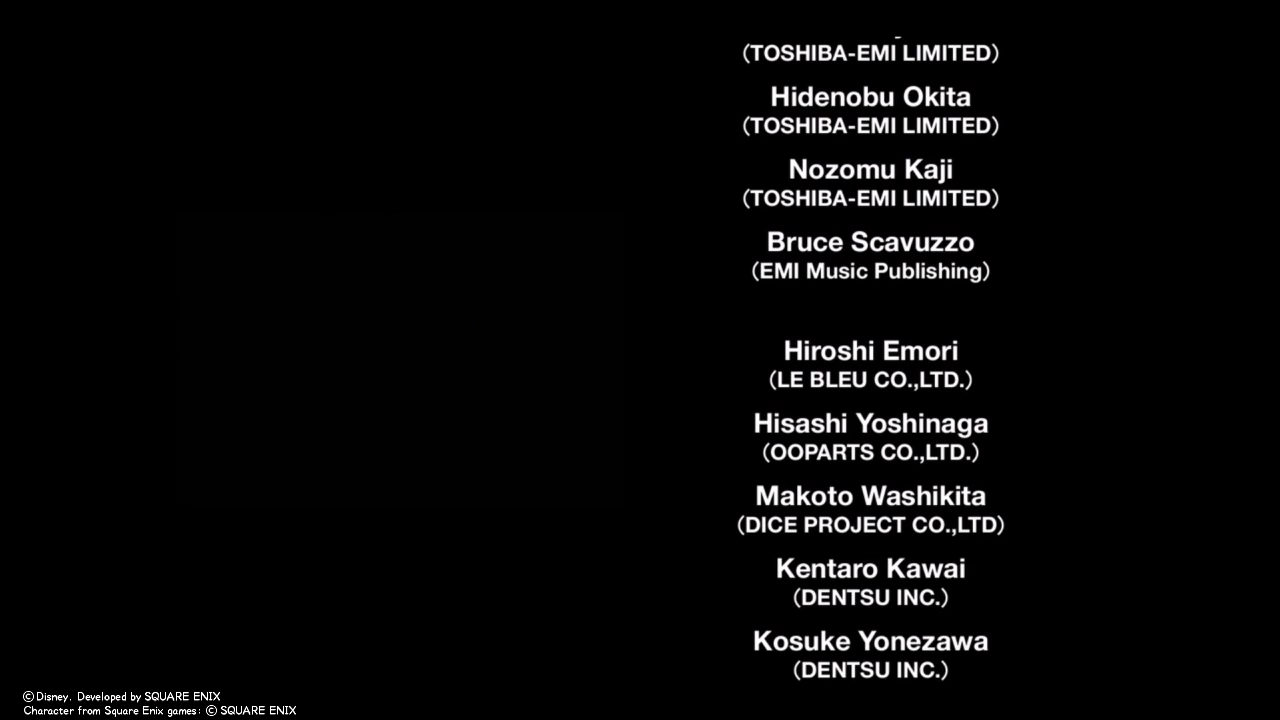 (TOSHIBA-EMI LIMITED)
Hidenobu Okita
(TOSHIBA-EMI LIMITED)
Nozomu Kaji
(TOSHIBA-EMI LIMITED)
Bruce Scavuzzo
(EMI Music Publishing)
Hiroshi Emori
(LE BLEU CO.,LTD.)
Hisashi Yoshinaga
(OOPARTS CO.,LTD.)
Makoto Washikita
(DICE PROJECT CO.,LTD)
Kentaro Kawai
(DENTSU INC.)
Kosuke Yonezawa
(DENTSU INC.)
©Disney. Developed by SQUARE ENIX
Character from Square Enix games: © SQUARE ENIX